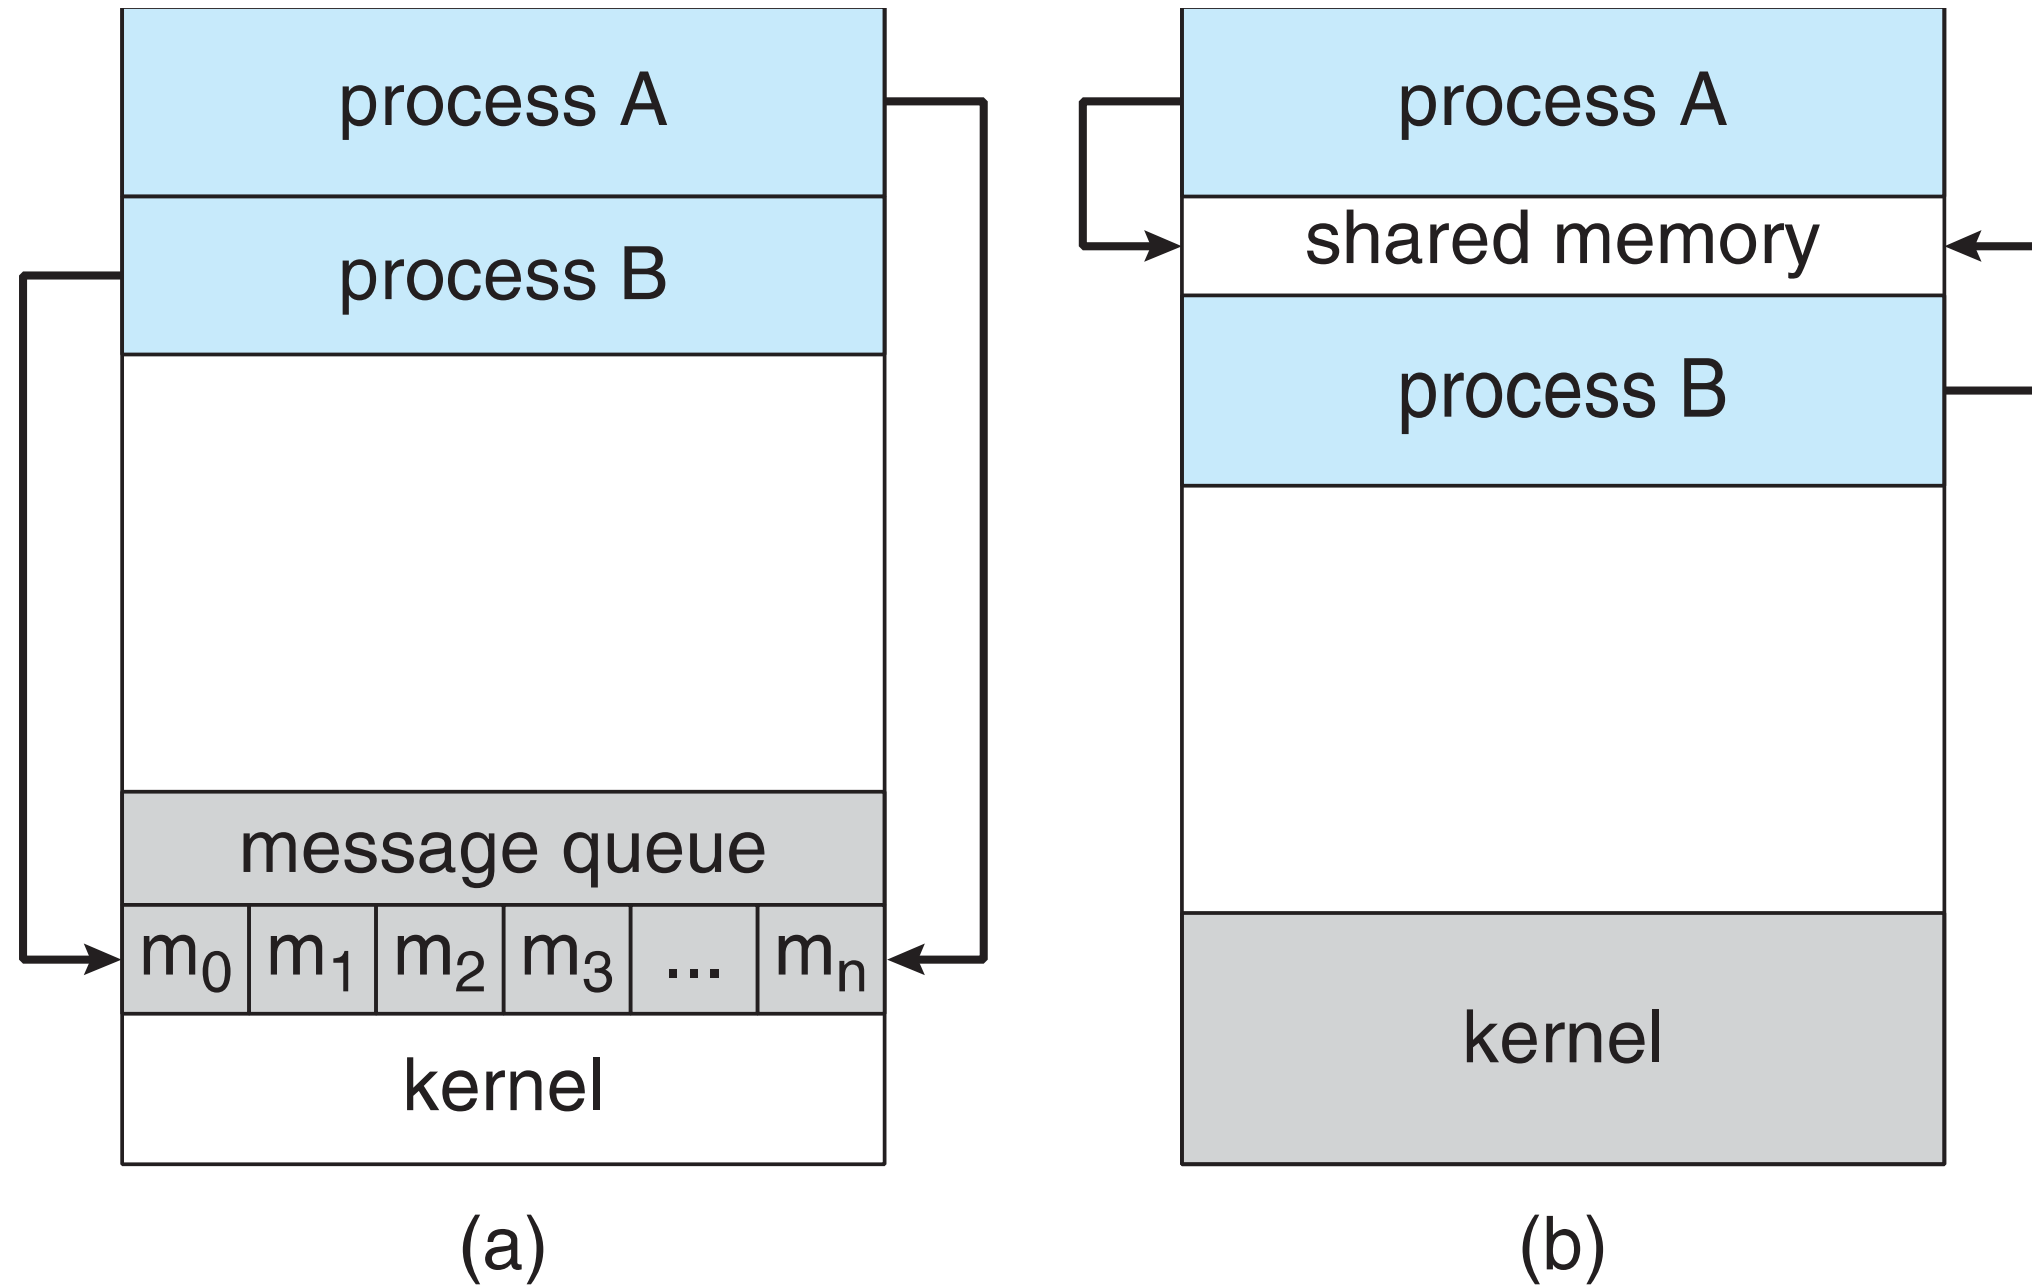 process A
process B
message queue
m0 m1 m2 m3 ... mn
kernel
(a)
process A
shared memory
process B
kernel
(b)